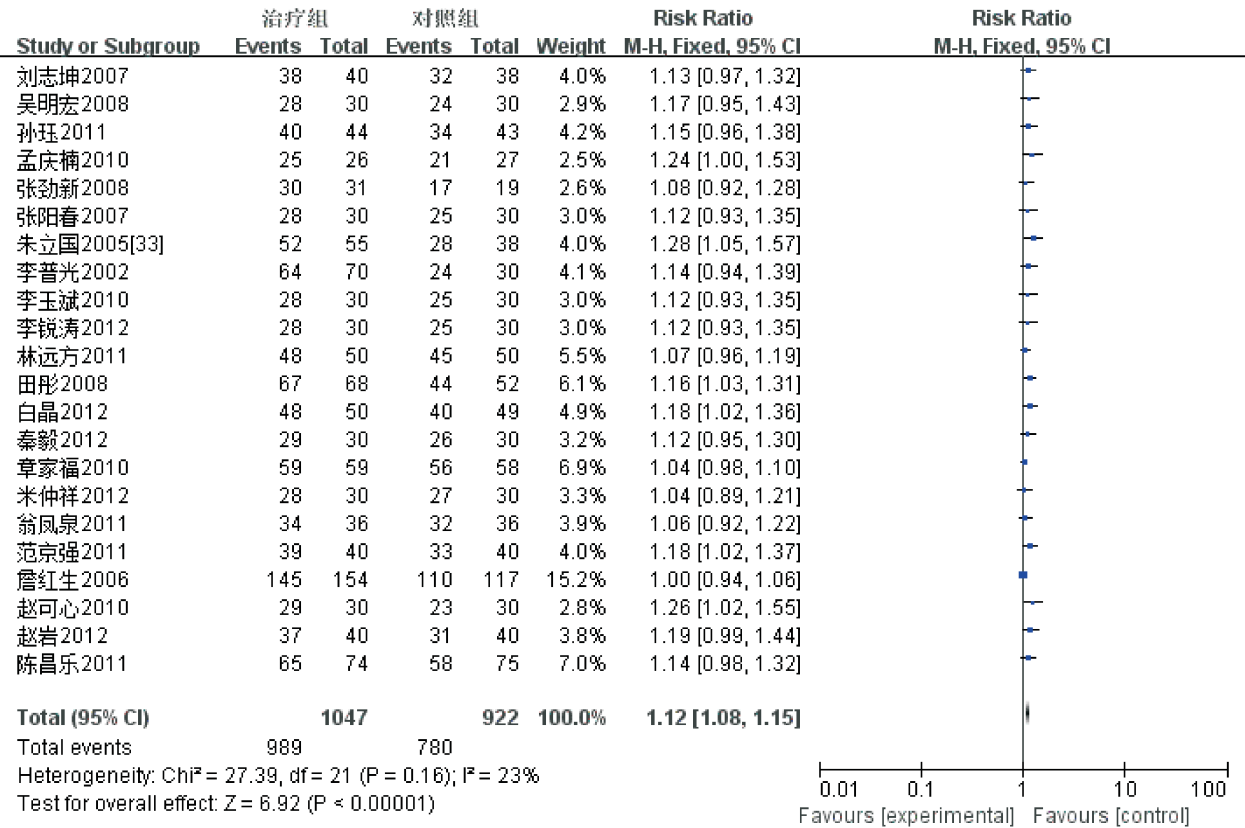 治疗组 对照组 Risk Ratio Risk Ratio
Study or Subgroup Events Total Events Total Weight M-H, Fixed, 95% CI M-H, Fixed, 95% CI
刘志坤2007 38 40 32 38 4.0% 1.13 [0.97, 1.32]
吴明宏2008 28 30 24 30 2.9% 1.17 [0.95, 1.43]
孙珏2011 40 44 34 43 4.2% 1.15 [0.96, 1.38]
孟庆楠2010 25 26 21 27 2.5% 1.24 [1.00, 1.53]
张劲新2008 30 31 17 19 2.6% 1.08 [0.92, 1.28]
张阳春2007 28 30 25 30 3.0% 1.12 [0.93, 1.35]
朱立国2005[33] 52 55 28 38 4.0% 1.28 [1.05, 1.57]
李普光2002 64 70 24 30 4.1% 1.14 [0.94, 1.39]
李玉斌2010 28 30 25 30 3.0% 1.12 [0.93, 1.35]
李锐涛2012 28 30 25 30 3.0% 1.12 [0.93, 1.35]
林远方2011 48 50 45 50 5.5% 1.07 [0.96, 1.19]
田彤2008 67 68 44 52 6.1% 1.16 [1.03, 1.31]
白晶2012 48 50 40 49 4.9% 1.18 [1.02, 1.36]
秦毅2012 29 30 26 30 3.2% 1.12 [0.95, 1.30]
章家福2010 59 59 56 58 6.9% 1.04 [0.98, 1.10]
米仲祥2012 28 30 27 30 3.3% 1.04 [0.89, 1.21]
翁凤泉2011 34 36 32 36 3.9% 1.06 [0.92, 1.22]
范京强2011 39 40 33 40 4.0% 1.18 [1.02, 1.37]
詹红生2006 145 154 110 117 15.2% 1.00 [0.94, 1.06]
赵可心2010 29 30 23 30 2.8% 1.26 [1.02, 1.55]
赵岩2012 37 40 31 40 3.8% 1.19 [0.99, 1.44]
陈昌乐2011 65 74 58 75 7.0% 1.14 [0.98, 1.32]
Total (95% CI) 1047 922 100.0% 1.12 [1.08, 1.15]
Total events 989 780
Heterogeneity: Chi² = 27.39, df = 21 (P = 0.16); I² = 23%
Test for overall effect: Z = 6.92 (P < 0.00001)
0.01 0.1 1 10 100
Favours [experimental] Favours [control]